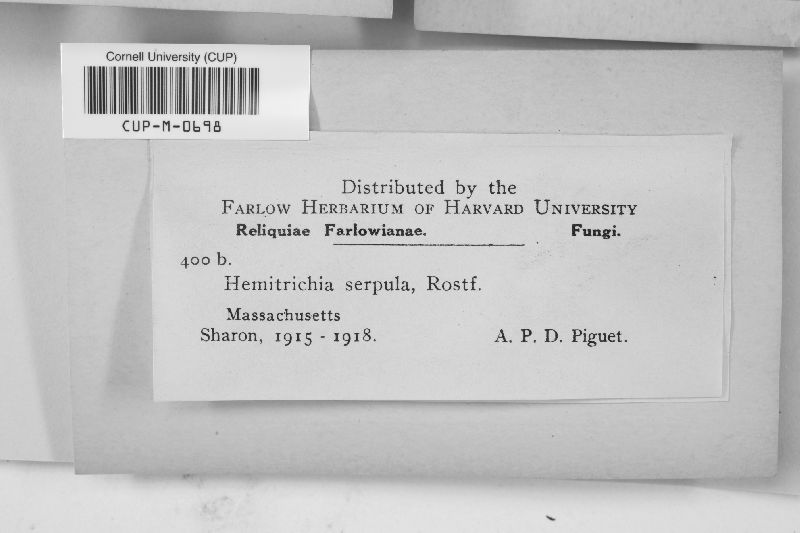 Cornell University (CUP)
CUP-M-0698
Distributed by the
FARLOW HERBARIUM OF HARVARD UNIVERSITY
Reliquiae Farlowianae. Fungi.
400 b.
Hemitrichia serpula, Rostf.
Massachusetts
Sharon, 1915 - 1918. A. P. D. Piguet.